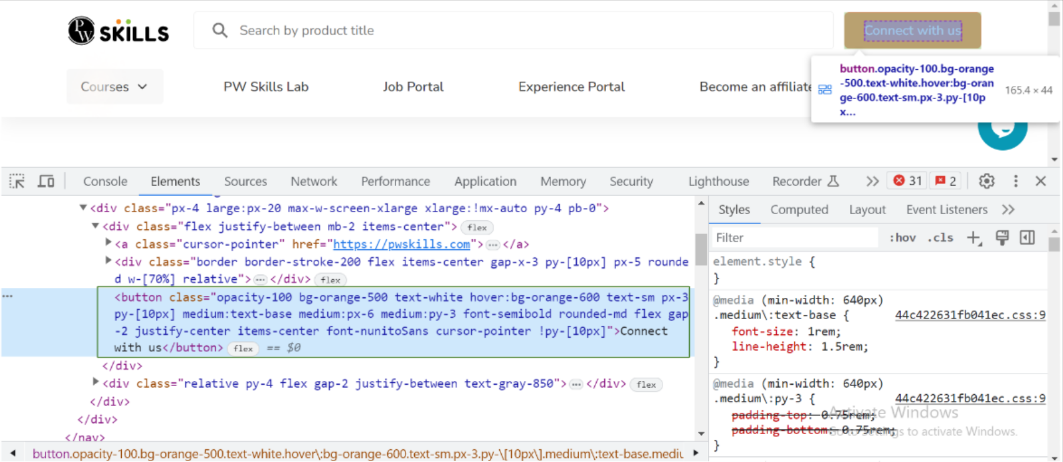 PW SKILLS
Search by product title
Connect with us
Courses
PW Skills Lab
Job Portal
Experience Portal
Become an affiliate
button.opacity-100.bg-orange
-500.text-white.hover:bg-ora
nge-600.text-sm.px-3.py-[10p
x…
165.4 × 44
Console Elements Sources Network Performance Application Memory Security Lighthouse Recorder 31 2
<div class="px-4 large:px-20 max-w-screen-xlarge xlarge:!mx-auto py-4 pb-0">
<div class="flex justify-between mb-2 items-center"> flex
<a class="cursor-pointer" href="https://pwskills.com">…</a>
<div class="border border-stroke-200 flex items-center gap-x-3 py-[10px] px-5 rounde
d w-[70%] relative">…</div> flex
<button class="opacity-100 bg-orange-500 text-white hover:bg-orange-600 text-sm px-3
py-[10px] medium:text-base medium:px-6 medium:py-3 font-semibold rounded-md flex gap
-2 justify-center items-center font-nunitoSans cursor-pointer !py-[10px]">Connect
with us</button> flex == $0
</div>
<div class="relative py-4 flex gap-2 justify-between text-gray-850">…</div> flex
</div>
</div>
</nav>
button.opacity-100.bg-orange-500.text-white.hover\:bg-orange-600.text-sm.px-3.py-\[10px\].medium\:text-base.mediu
Styles Computed Layout Event Listeners
Filter :hov .cls
element.style {
}
@media (min-width: 640px)
.medium\:text-base { 44c422631fb041ec.css:9
font-size: 1rem;
line-height: 1.5rem;
}
@media (min-width: 640px)
.medium\:py-3 { 44c422631fb041ec.css:9
padding-top: 0.75rem;
padding-bottom: 0.75rem;
}
Activate Windows
Go to Settings to activate Windows.